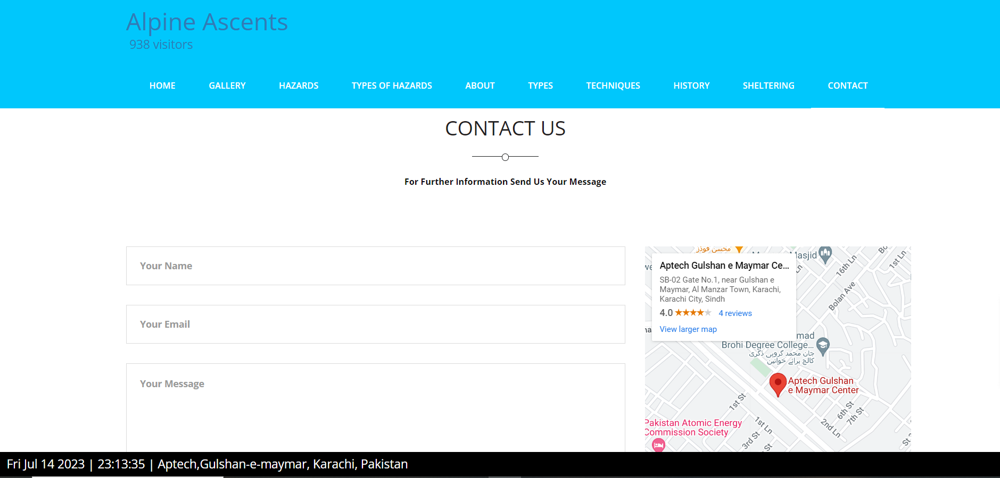 Alpine Ascents
938 visitors
HOME GALLERY HAZARDS TYPES OF HAZARDS ABOUT TYPES TECHNIQUES HISTORY SHELTERING CONTACT
CONTACT US
For Further Information Send Us Your Message
Your Name
Your Email
Your Message
محسن فوڈز
Masjid
16th Ln
1st Ln
Bolan Ave
Aptech Gulshan e Maymar Ce...
SB-02 Gate No.1, near Gulshan e
Maymar, Al Manzar Town, Karachi,
Karachi City, Sindh
4.0 4 reviews
View larger map
Brohi Degree College...
جان محمد گروہی ڈگری
کالج برائے خواتین
Aptech Gulshan
e Maymar Center
1st St
6th St
7th St
2nd Ln
1st Ln
3rd St
Pakistan Atomic Energy
Commission Society
Fri Jul 14 2023 | 23:13:35 | Aptech,Gulshan-e-maymar, Karachi, Pakistan